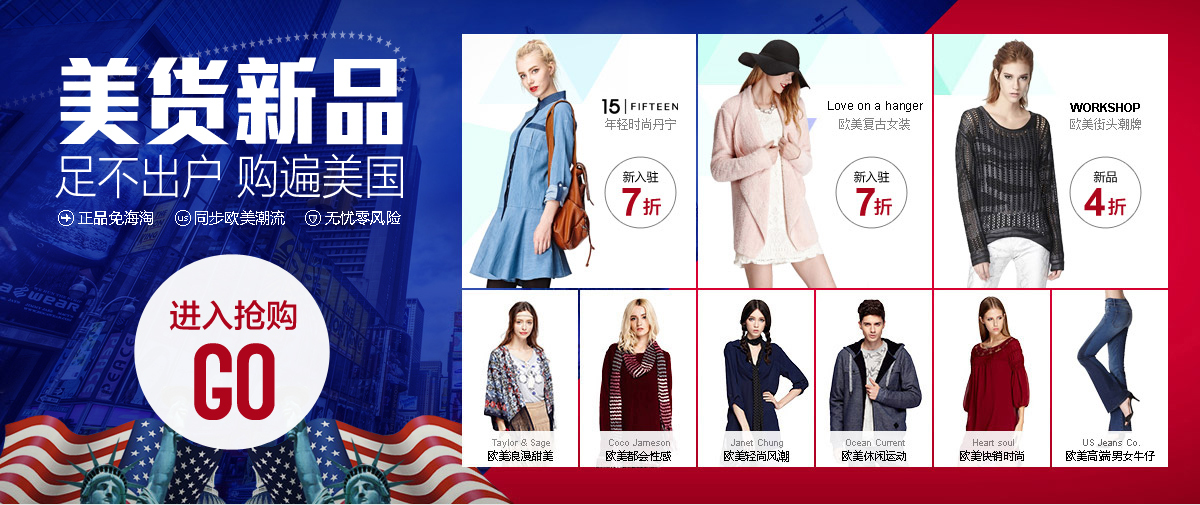 美货新品
足不出户 购遍美国
正品免海淘
US 同步欧美潮流
无忧零风险
进入抢购
GO
15 | FIFTEEN
年轻时尚丹宁
新入驻
7折
Love on a hanger
欧美复古女装
新入驻
7折
WORKSHOP
欧美街头潮牌
新品
4折
Taylor & Sage
欧美浪漫甜美
Coco Jameson
欧美都会性感
Janet Chung
欧美轻尚风潮
Ocean Current
欧美休闲运动
Heart soul
欧美快销时尚
US Jeans Co.
欧美高端男女牛仔